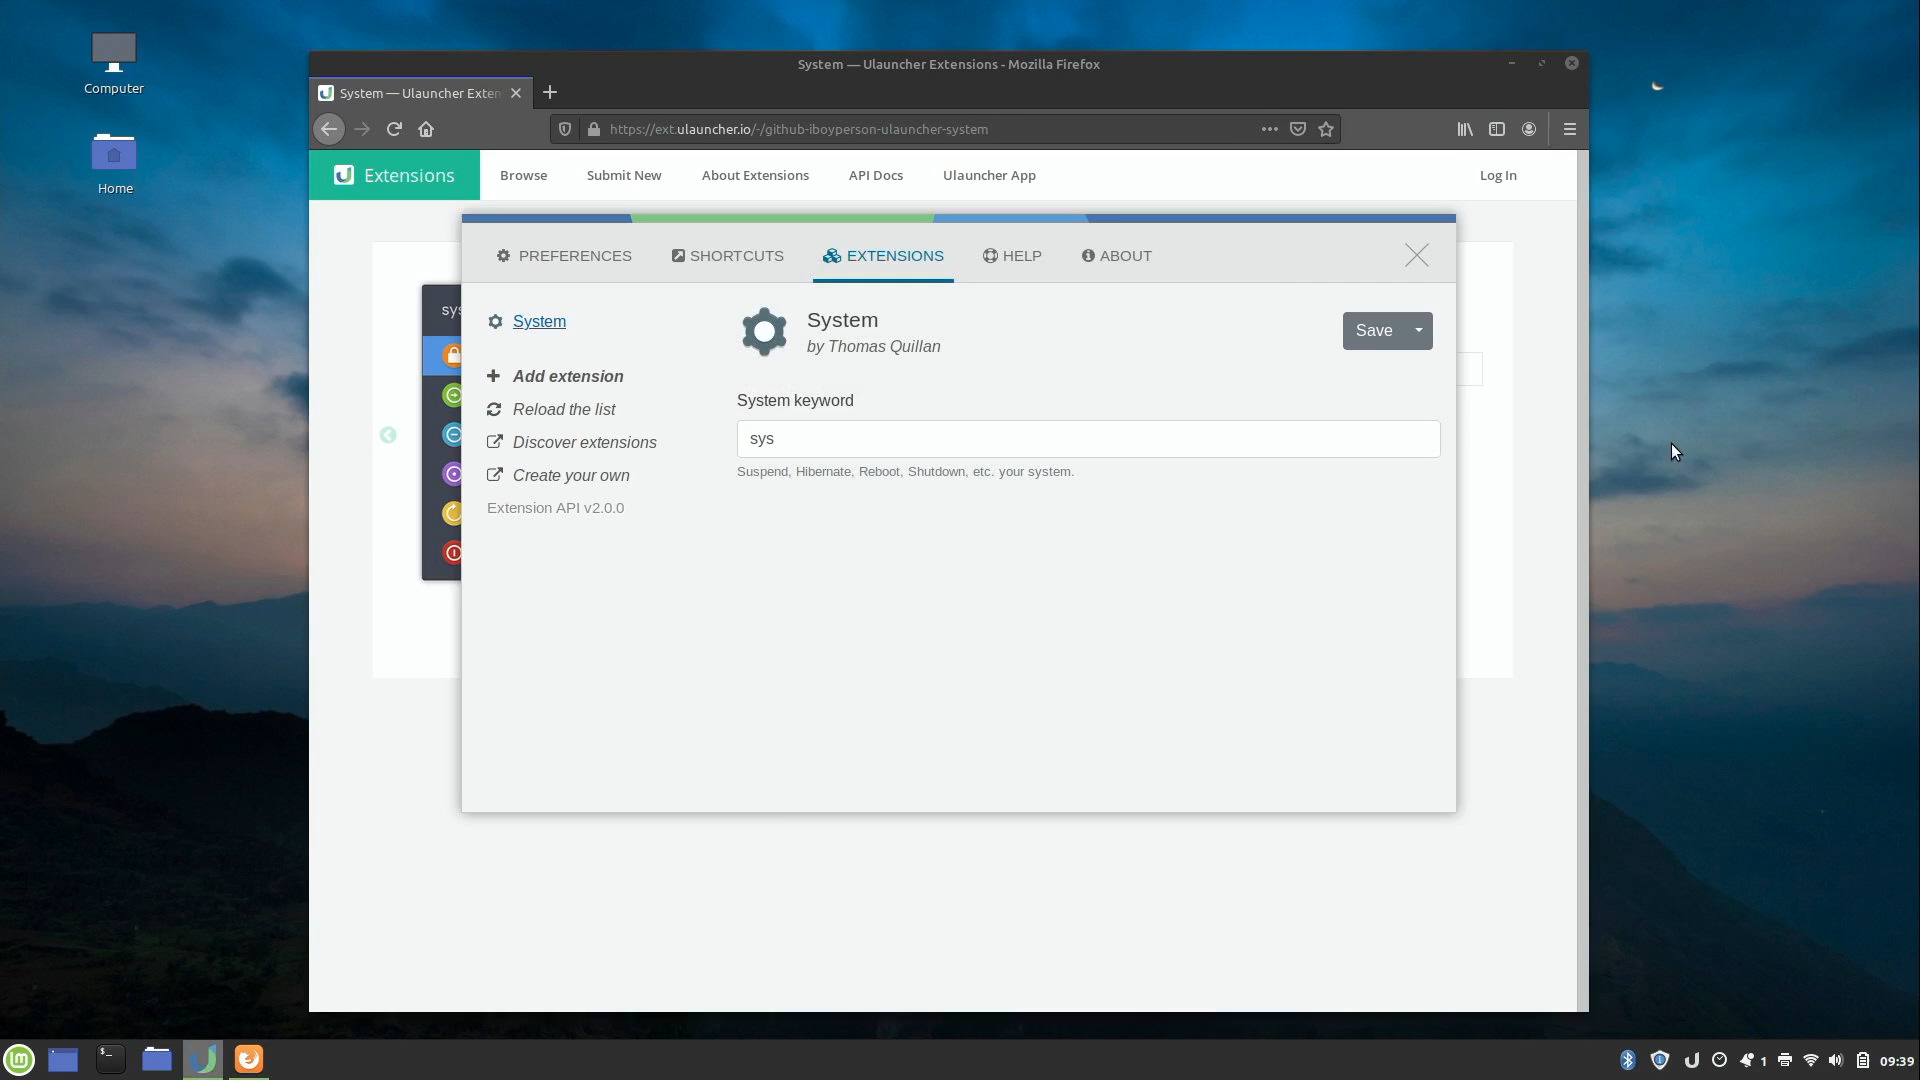 Computer
Home
System — Ulauncher Extensions - Mozilla Firefox
System — Ulauncher Exten
https://ext.ulauncher.io/-/github-iboyperson-ulauncher-system
Extensions
Browse
Submit New
About Extensions
API Docs
Ulauncher App
Log In
PREFERENCES
SHORTCUTS
EXTENSIONS
HELP
ABOUT
sys
System
Add extension
Reload the list
Discover extensions
Create your own
Extension API v2.0.0
System
by Thomas Quillan
Save
System keyword
sys
Suspend, Hibernate, Reboot, Shutdown, etc. your system.
1
09:39